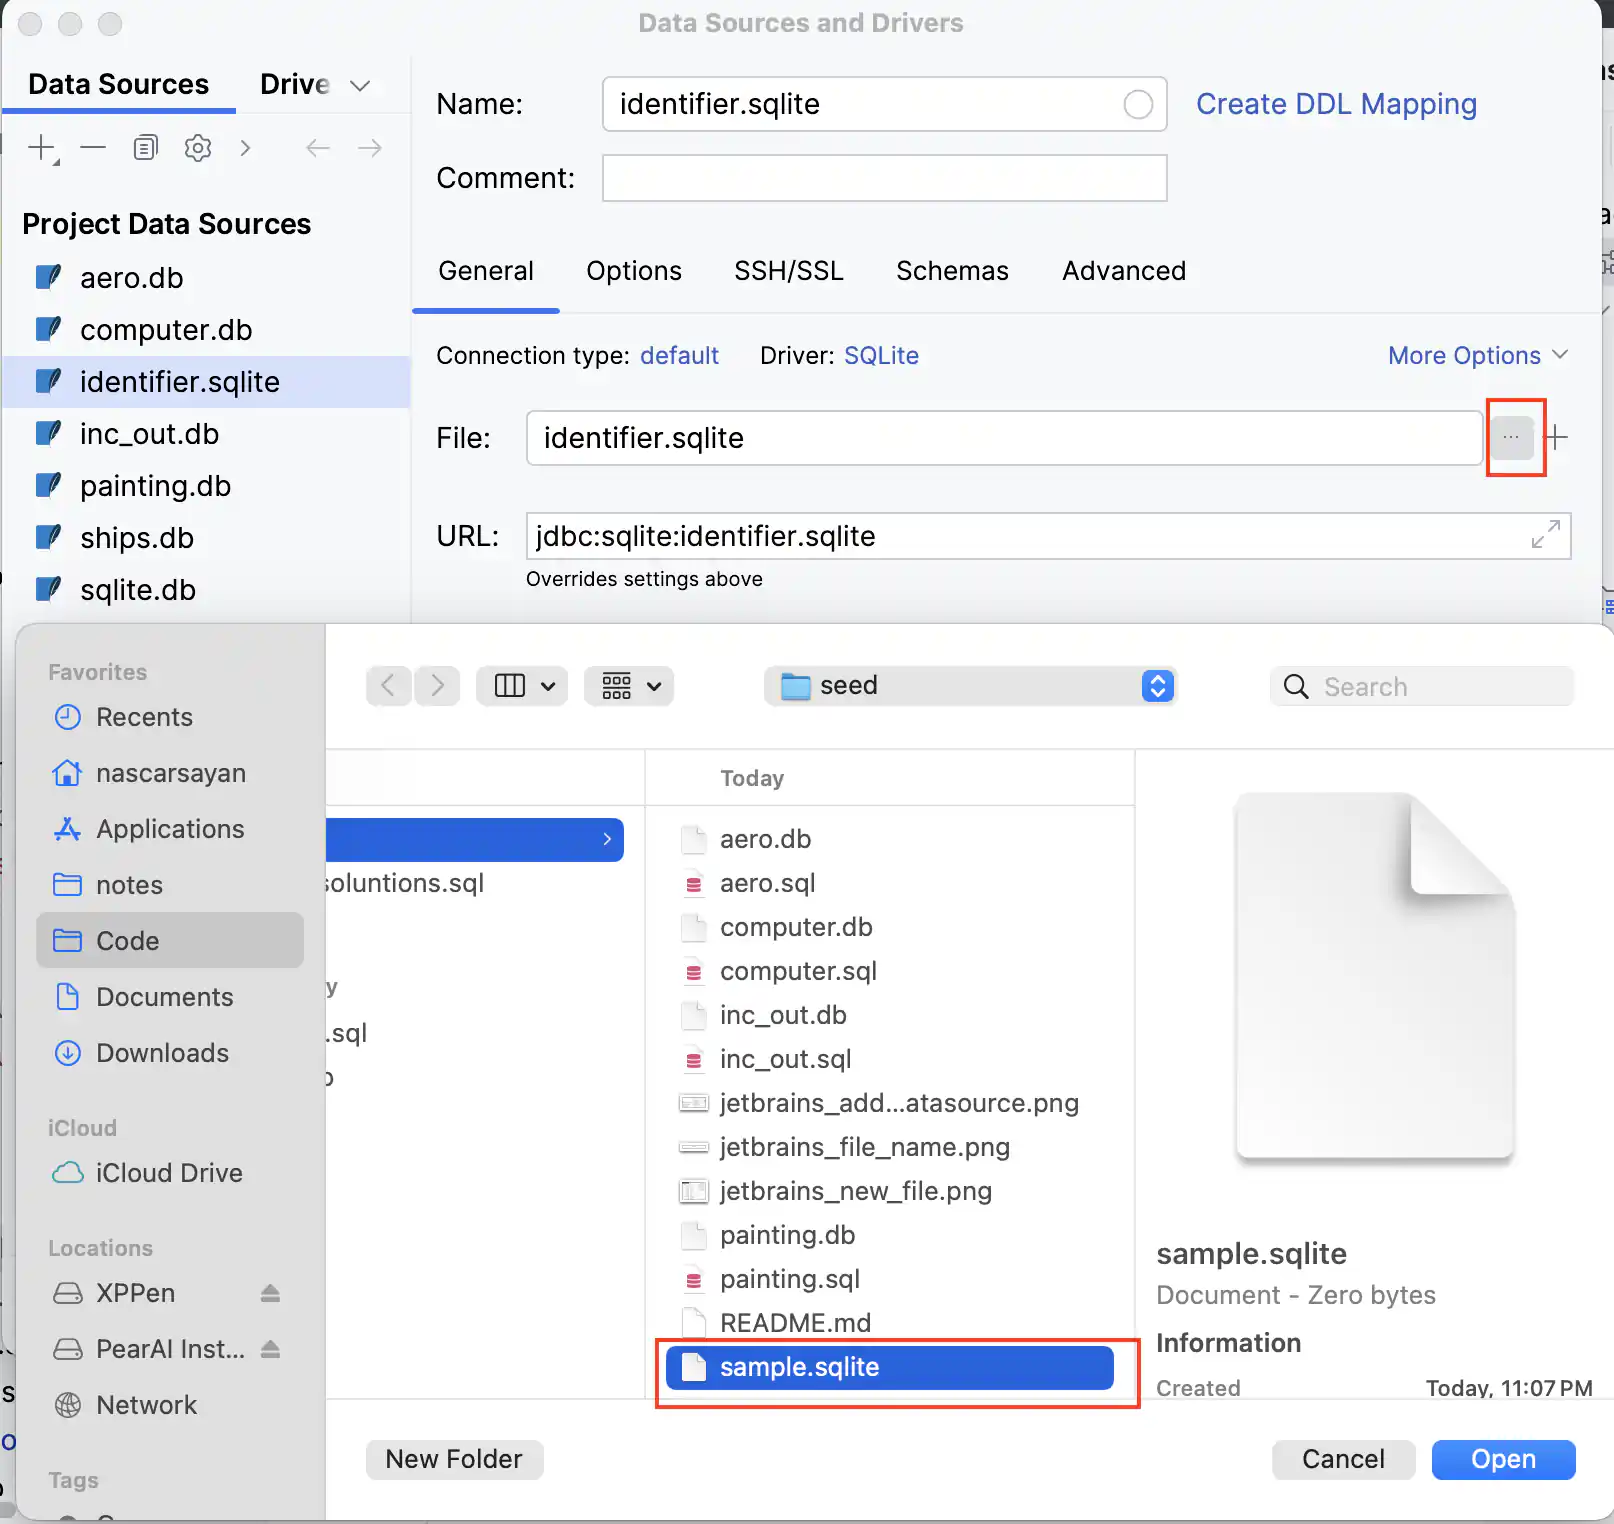 Data Sources and Drivers
Data Sources
Drive
Name:
identifier.sqlite
Create DDL Mapping
Comment:
Project Data Sources
aero.db
computer.db
identifier.sqlite
inc_out.db
painting.db
ships.db
sqlite.db
General
Options
SSH/SSL
Schemas
Advanced
Connection type: default
Driver: SQLite
More Options
File:
identifier.sqlite
...
URL:
jdbc:sqlite:identifier.sqlite
Overrides settings above
Favorites
Recents
nascarsayan
Applications
notes
Code
Documents
Downloads
iCloud
iCloud Drive
Locations
XPPen
PearAI Inst...
Network
Tags
seed
Search
soluntions.sql
y
.sql
Today
aero.db
aero.sql
computer.db
computer.sql
inc_out.db
inc_out.sql
jetbrains_add...atasource.png
jetbrains_file_name.png
jetbrains_new_file.png
painting.db
painting.sql
README.md
sample.sqlite
sample.sqlite
Document - Zero bytes
Information
Created
Today, 11:07 PM
New Folder
Cancel
Open